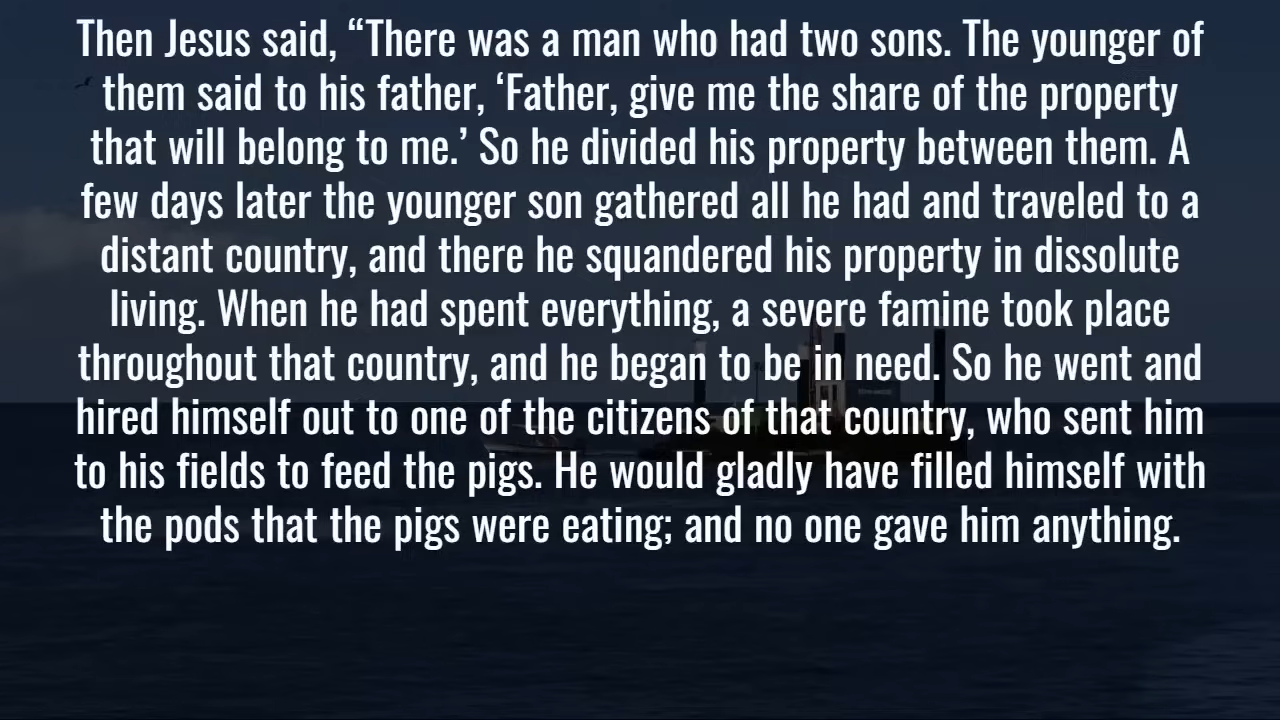 Then Jesus said, “There was a man who had two sons. The younger of
them said to his father, ‘Father, give me the share of the property
that will belong to me.’ So he divided his property between them. A
few days later the younger son gathered all he had and traveled to a
distant country, and there he squandered his property in dissolute
living. When he had spent everything, a severe famine took place
throughout that country, and he began to be in need. So he went and
hired himself out to one of the citizens of that country, who sent him
to his fields to feed the pigs. He would gladly have filled himself with
the pods that the pigs were eating; and no one gave him anything.